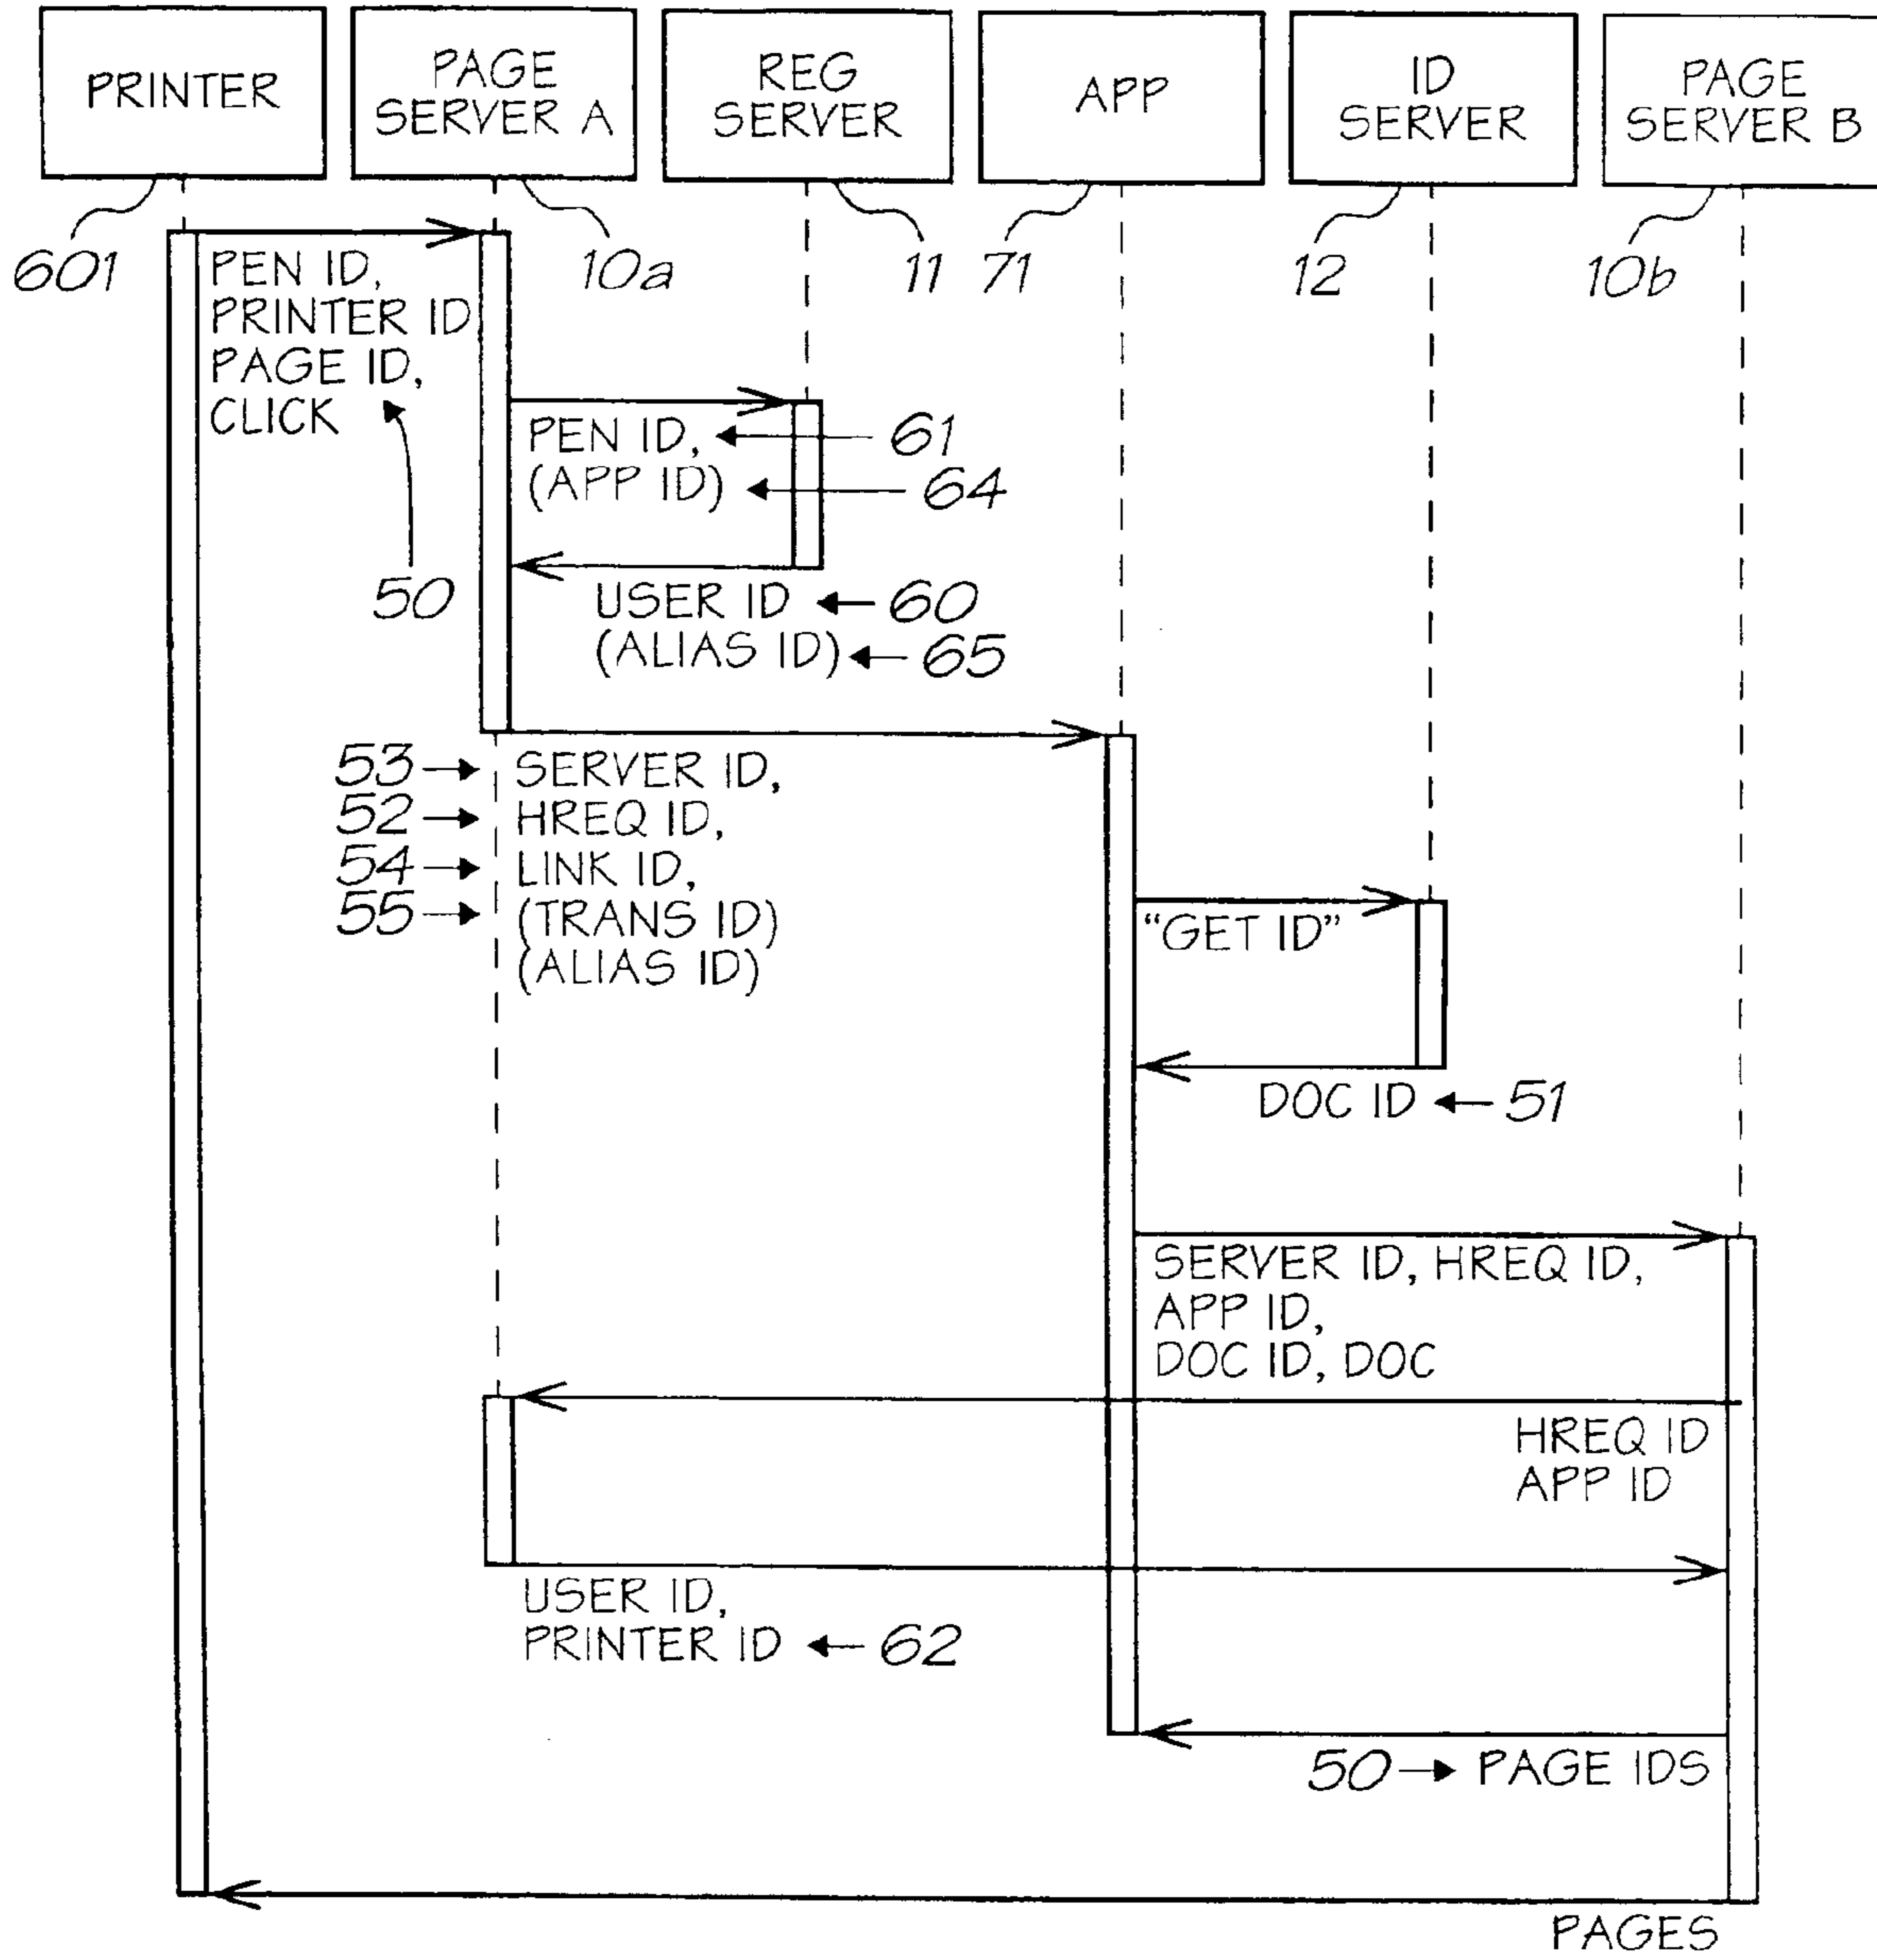 PRINTER
PAGE
SERVER A
REG
SERVER
APP
ID
SERVER
PAGE
SERVER B
601
10a
11
71
12
10b
PEN ID,
PRINTER ID
PAGE ID,
CLICK
50
PEN ID,
(APP ID)
61
64
USER ID
60
(ALIAS ID)
65
53
SERVER ID,
52
HREQ ID,
54
LINK ID,
55
(TRANS ID)
(ALIAS ID)
“GET ID”
DOC ID
51
SERVER ID, HREQ ID,
APP ID,
DOC ID, DOC
HREQ ID
APP ID
USER ID,
PRINTER ID
62
50
PAGE IDS
PAGES